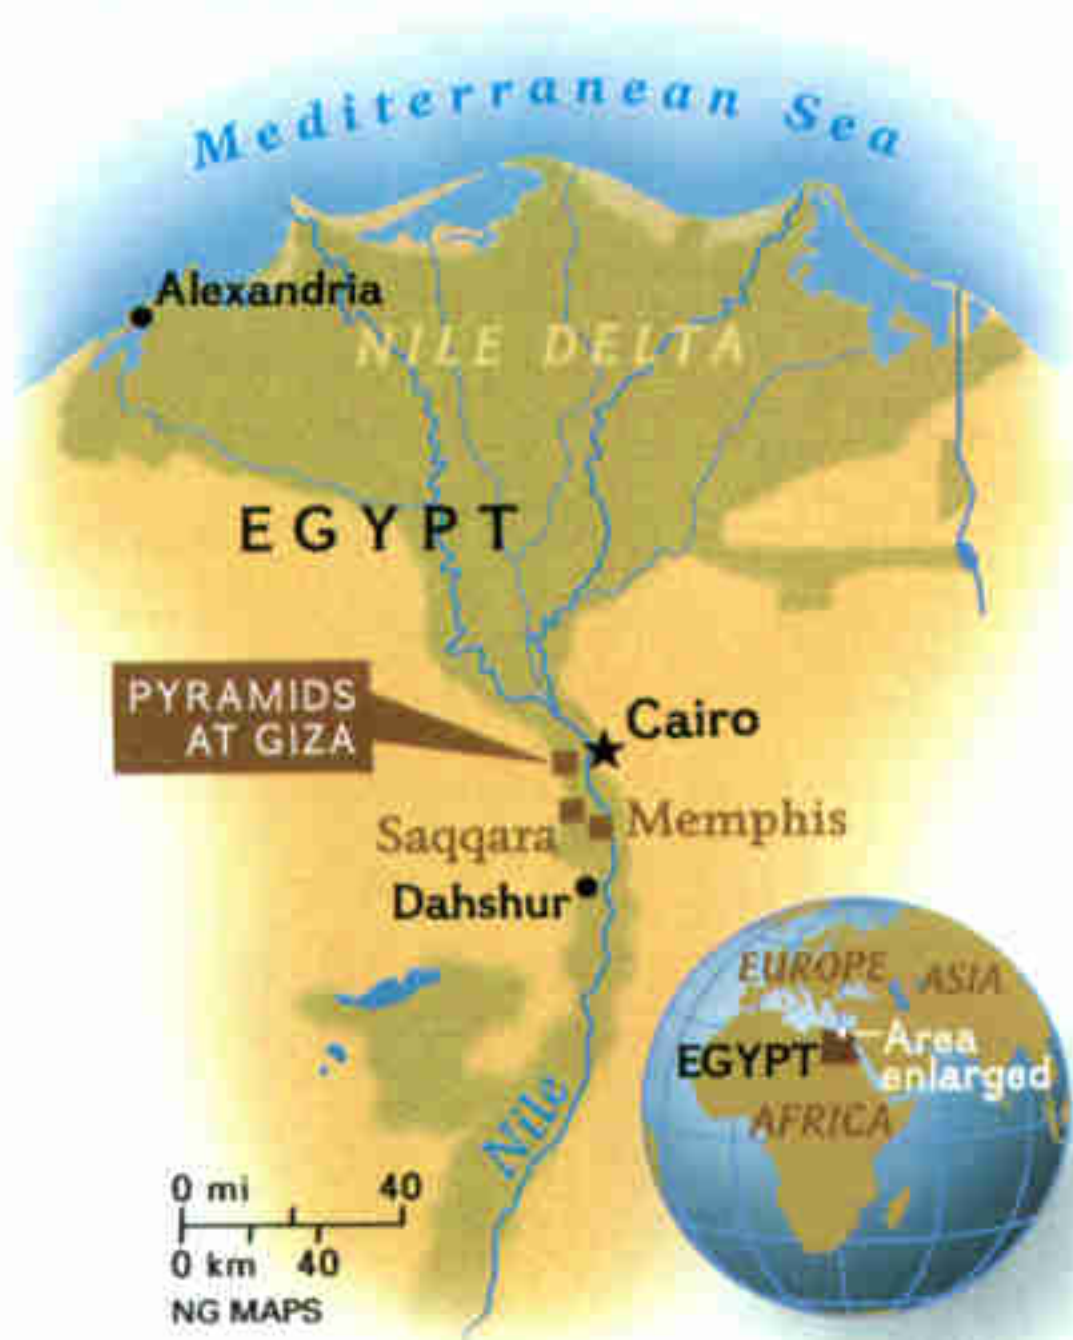 Mediterranean Sea
Alexandria
NILE DELTA
EGYPT
PYRAMIDS
AT GIZA
Cairo
Saqqara
Memphis
Dahshur
Nile
EUROPE
ASIA
EGYPT
Area
enlarged
AFRICA
0 mi 40
0 km 40
NG MAPS